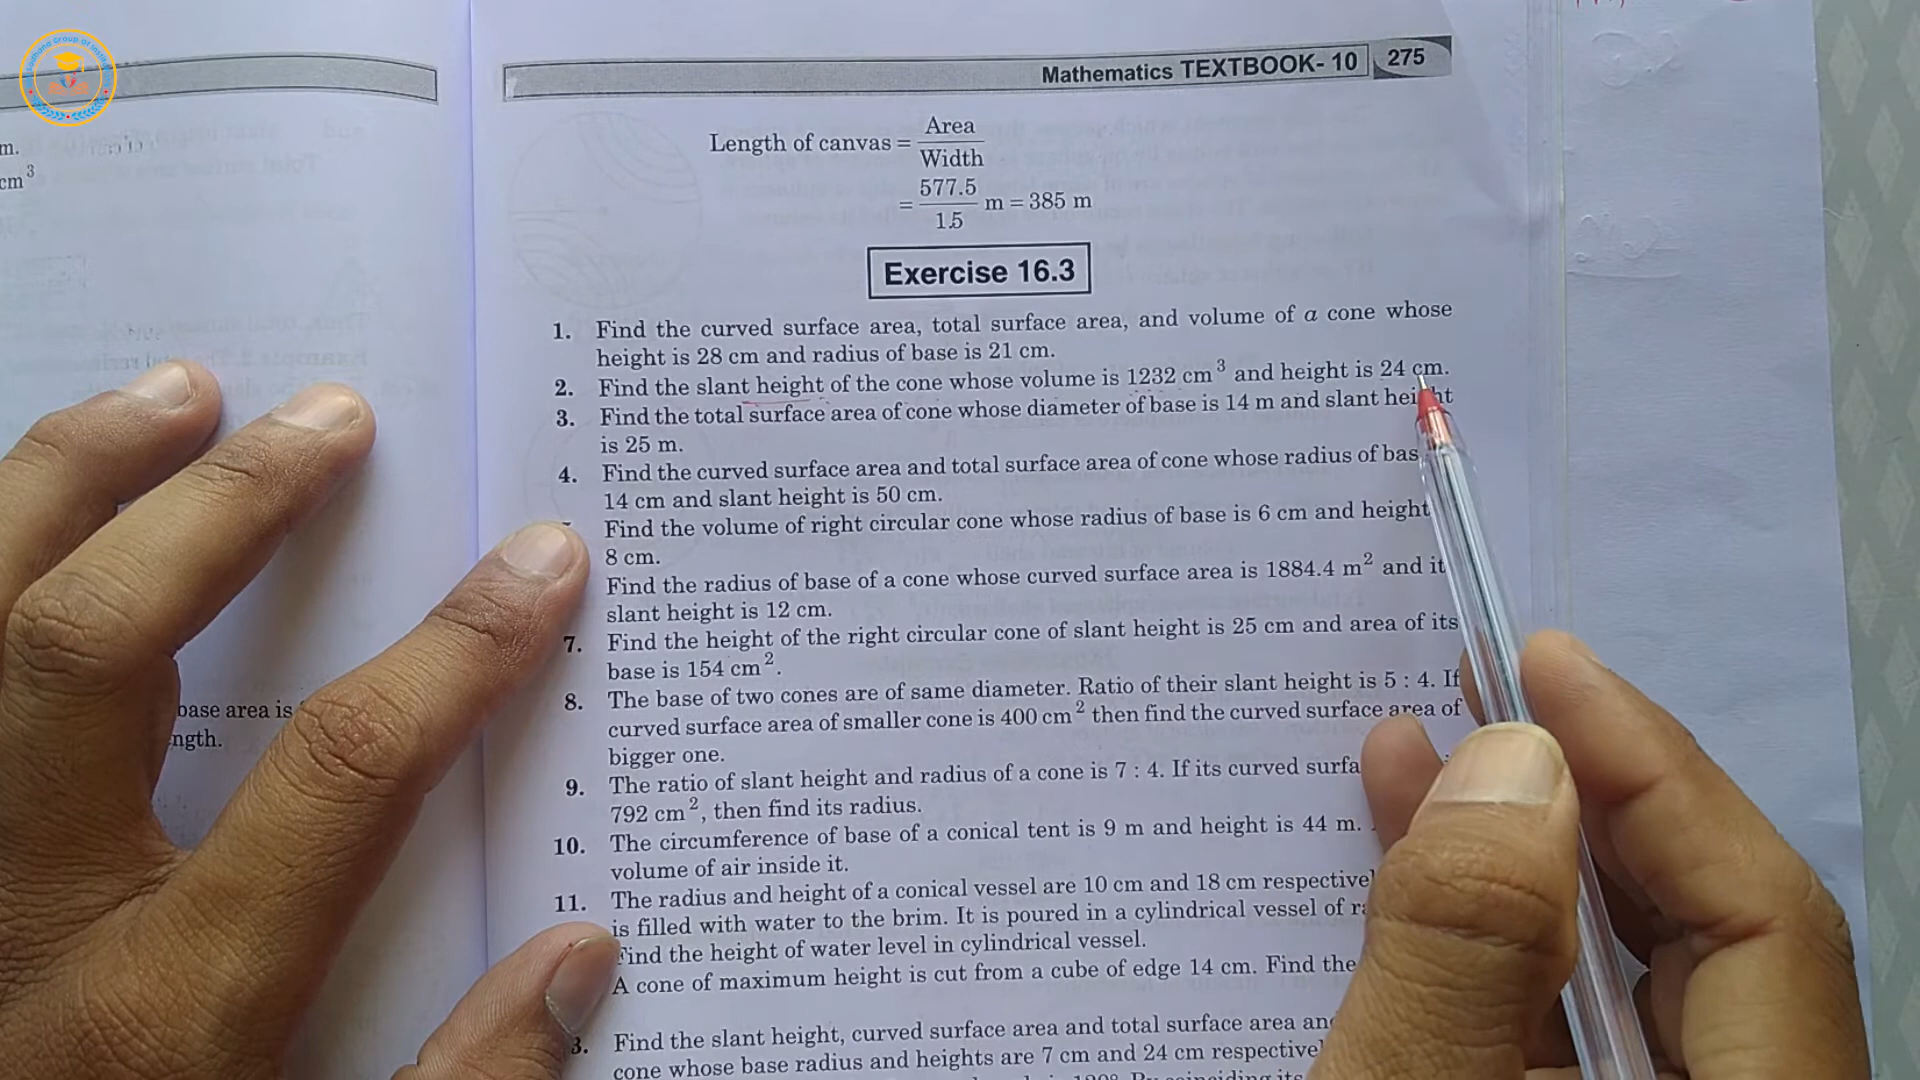 m.
cm3
base area is
ngth.
Mathematics TEXTBOOK- 10 275
Length of canvas = Area / Width
= 577.5 / 1.5 m = 385 m
Exercise 16.3
1. Find the curved surface area, total surface area, and volume of a cone whose
height is 28 cm and radius of base is 21 cm.
2. Find the slant height of the cone whose volume is 1232 cm3 and height is 24 cm.
3. Find the total surface area of cone whose diameter of base is 14 m and slant height
is 25 m.
4. Find the curved surface area and total surface area of cone whose radius of bas
14 cm and slant height is 50 cm.
Find the volume of right circular cone whose radius of base is 6 cm and height
8 cm.
Find the radius of base of a cone whose curved surface area is 1884.4 m2 and it
slant height is 12 cm.
7. Find the height of the right circular cone of slant height is 25 cm and area of its
base is 154 cm2.
8. The base of two cones are of same diameter. Ratio of their slant height is 5 : 4. If
curved surface area of smaller cone is 400 cm2 then find the curved surface area of
bigger one.
9. The ratio of slant height and radius of a cone is 7 : 4. If its curved surfa
792 cm2, then find its radius.
10. The circumference of base of a conical tent is 9 m and height is 44 m.
volume of air inside it.
11. The radius and height of a conical vessel are 10 cm and 18 cm respectivel
is filled with water to the brim. It is poured in a cylindrical vessel of ra
Find the height of water level in cylindrical vessel.
A cone of maximum height is cut from a cube of edge 14 cm. Find the
3. Find the slant height, curved surface area and total surface area an
cone whose base radius and heights are 7 cm and 24 cm respectivel